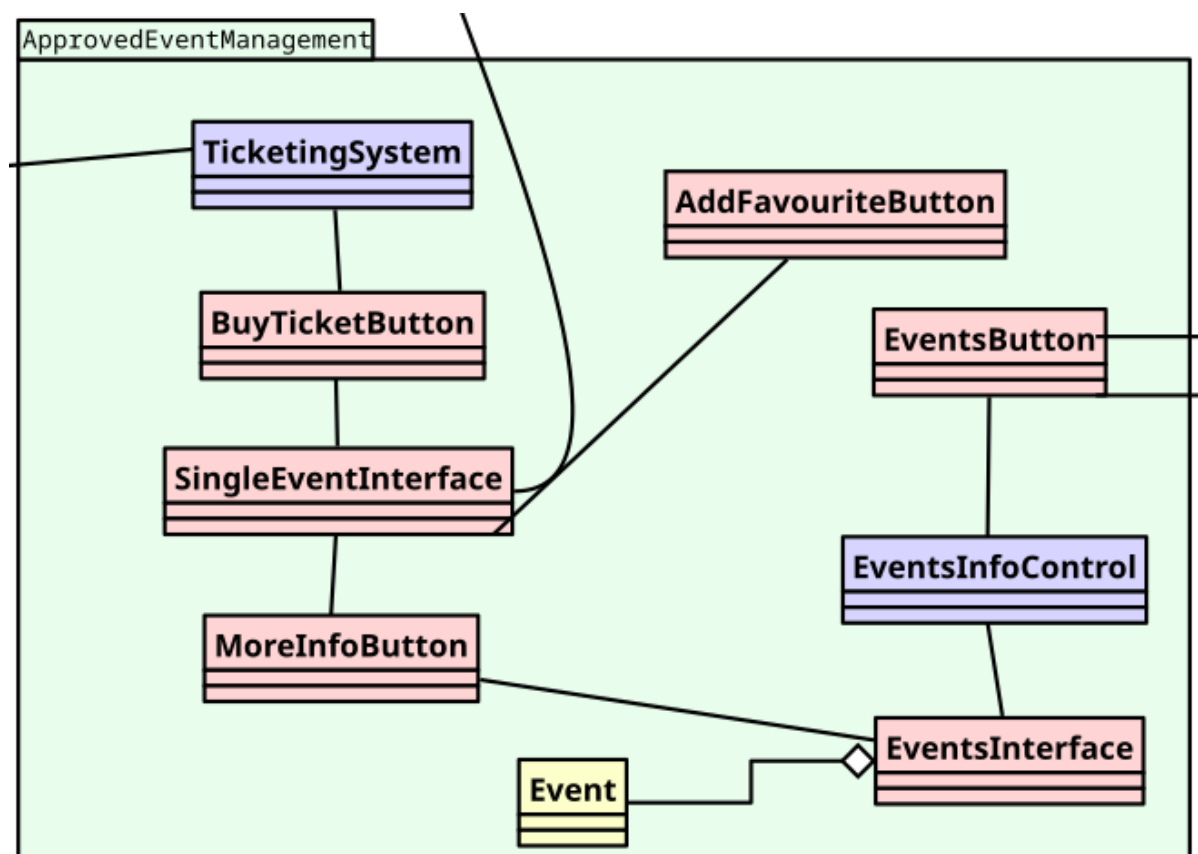 ApprovedEventManagement
TicketingSystem
AddFavouriteButton
BuyTicketButton
EventsButton
SingleEventInterface
EventsInfoControl
MoreInfoButton
EventsInterface
Event